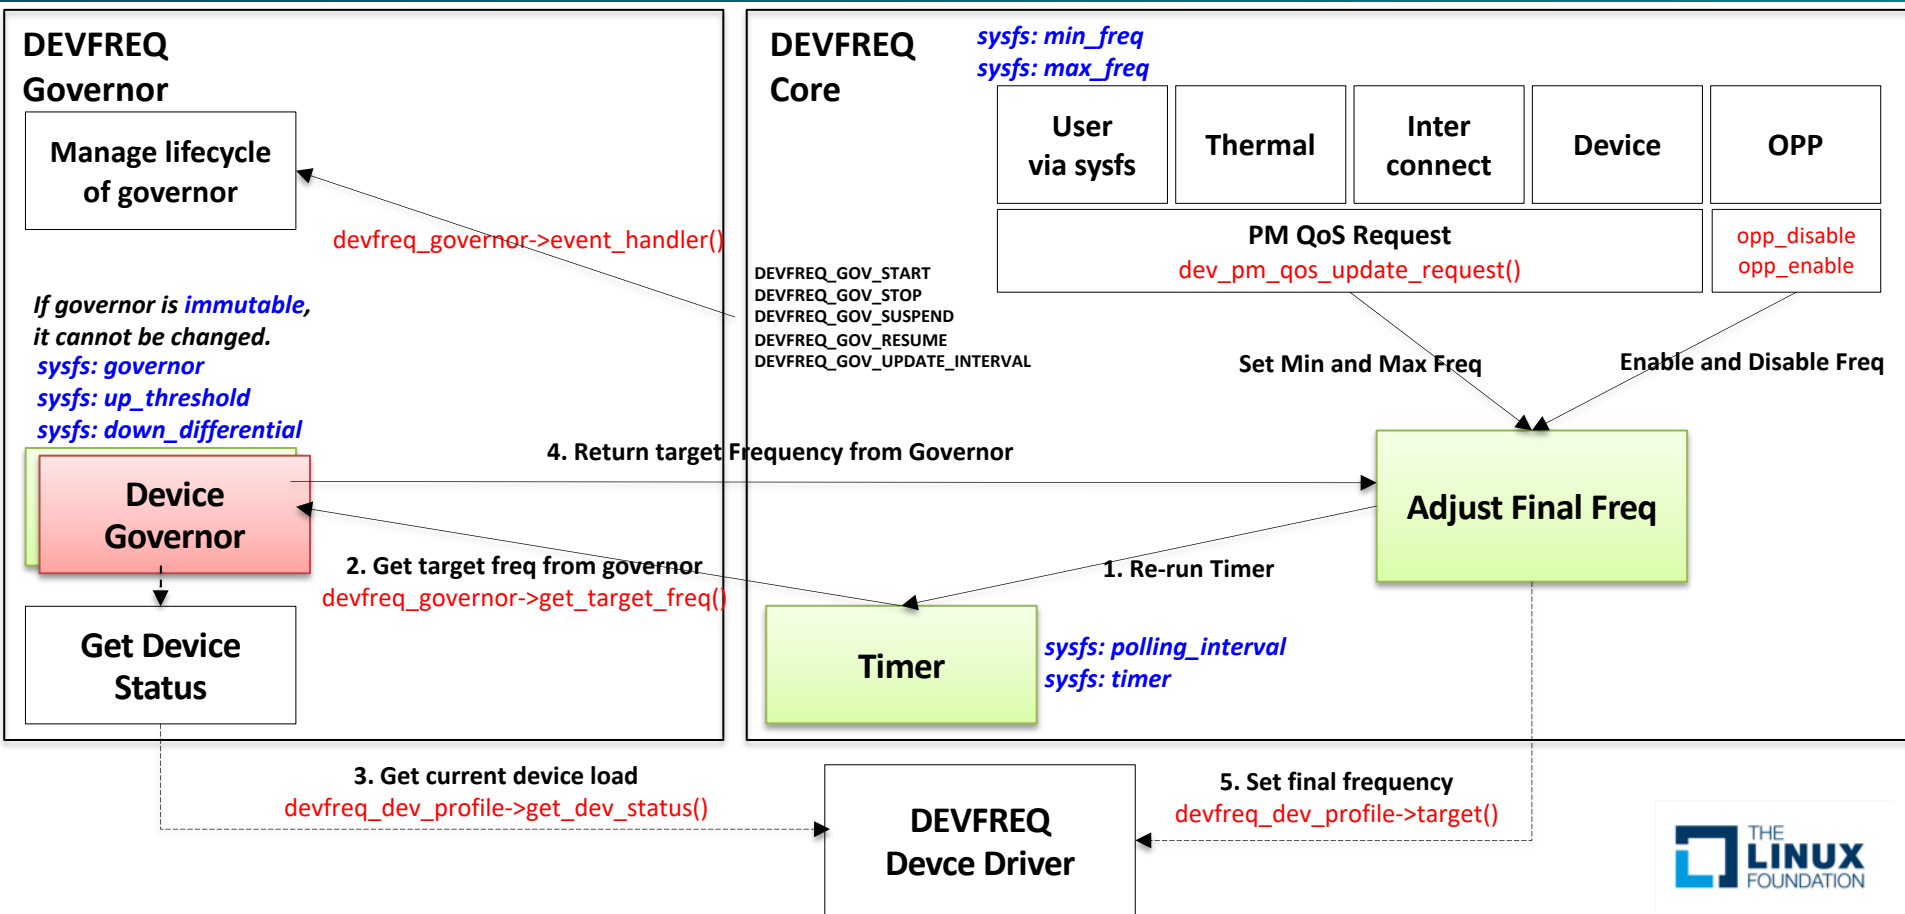 DEVFREQ
Governor
Manage lifecycle
of governor
devfreq_governor->event_handler()
If governor is immutable,
it cannot be changed.
sysfs: governor
sysfs: up_threshold
sysfs: down_differential
Device
Governor
Get Device
Status
DEVFREQ
Core
sysfs: min_freq
sysfs: max_freq
User
via sysfs
Thermal
Inter
connect
Device
OPP
PM QoS Request
dev_pm_qos_update_request()
opp_disable
opp_enable
DEVFREQ_GOV_START
DEVFREQ_GOV_STOP
DEVFREQ_GOV_SUSPEND
DEVFREQ_GOV_RESUME
DEVFREQ_GOV_UPDATE_INTERVAL
Set Min and Max Freq
Enable and Disable Freq
4. Return target Frequency from Governor
Adjust Final Freq
1. Re-run Timer
2. Get target freq from governor
devfreq_governor->get_target_freq()
Timer
sysfs: polling_interval
sysfs: timer
3. Get current device load
devfreq_dev_profile->get_dev_status()
DEVFREQ
Devce Driver
5. Set final frequency
devfreq_dev_profile->target()
THE
LINUX
FOUNDATION